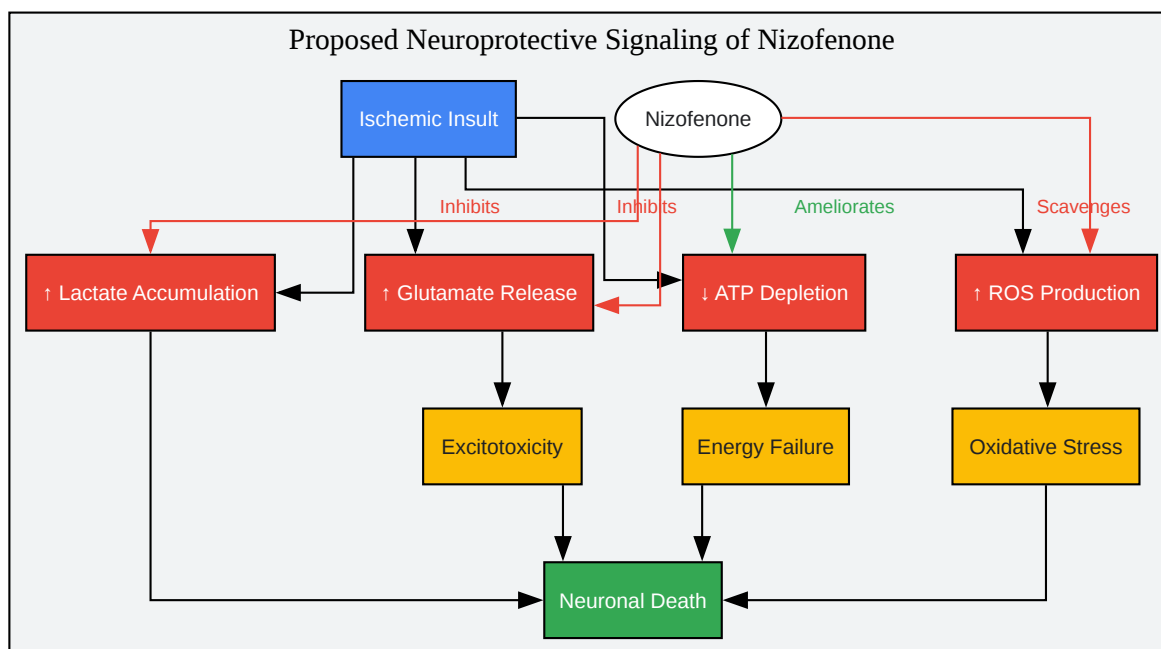 Proposed Neuroprotective Signaling of Nizofenone
Ischemic Insult
Nizofenone
Inhibits
Inhibits
Ameliorates
Scavenges
↑ Lactate Accumulation
↑ Glutamate Release
↓ ATP Depletion
↑ ROS Production
Excitotoxicity
Energy Failure
Oxidative Stress
Neuronal Death